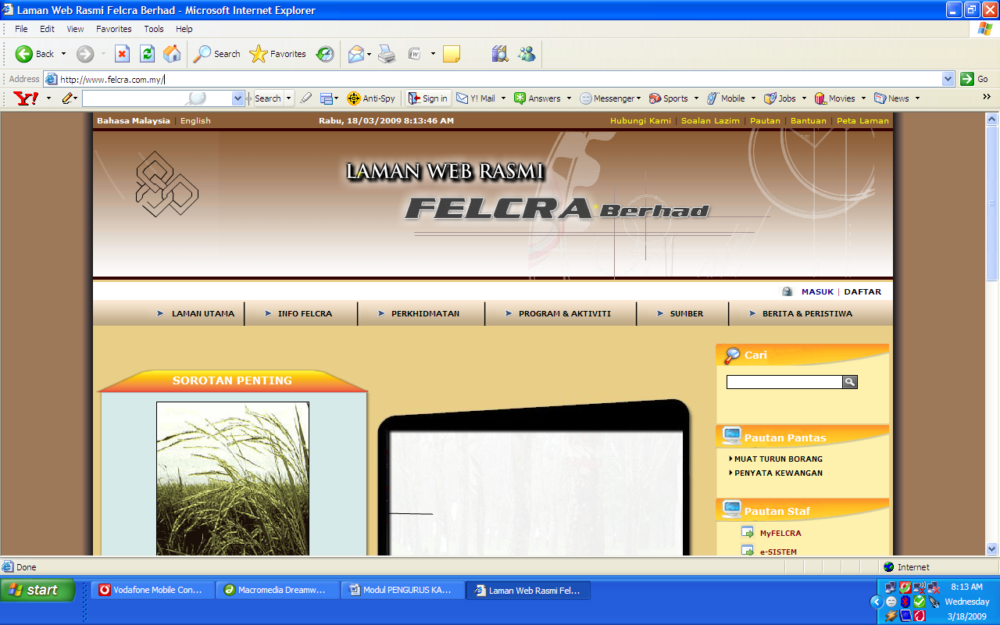 Laman Web Rasmi Felcra Berhad - Microsoft Internet Explorer
File Edit View Favorites Tools Help
Back Search Favorites
Address http://www.felcra.com.my/ Go
Y! Search Anti-Spy Sign in Y! Mail Answers Messenger Sports Mobile Jobs Movies News
Bahasa Malaysia | English Rabu, 18/03/2009 8:13:46 AM Hubungi Kami | Soalan Lazim | Pautan | Bantuan | Peta Laman
LAMAN WEB RASMI
FELCRA Berhad
MASUK | DAFTAR
LAMAN UTAMA INFO FELCRA PERKHIDMATAN PROGRAM & AKTIVITI SUMBER BERITA & PERISTIWA
Cari
SOROTAN PENTING
Pautan Pantas
MUAT TURUN BORANG
PENYATA KEWANGAN
Pautan Staf
MyFELCRA
e-SISTEM
Done Internet
start Vodafone Mobile Con... Macromedia Dreamw... Modul PENGURUS KA... Laman Web Rasmi Fel... 8:13 AM
Wednesday
3/18/2009